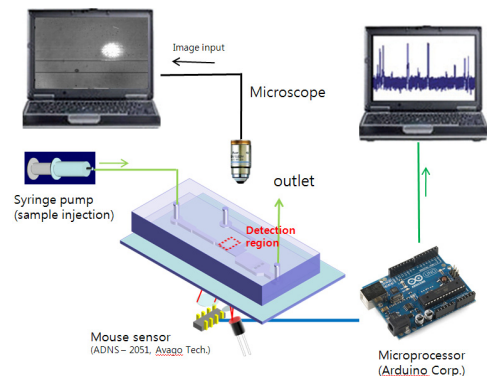 Image input
Microscope
Syringe pump
(sample injection)
outlet
Detection
region
Mouse sensor
(ADNS – 2051, Avago Tech.)
Microprocessor
(Arduino Corp.)